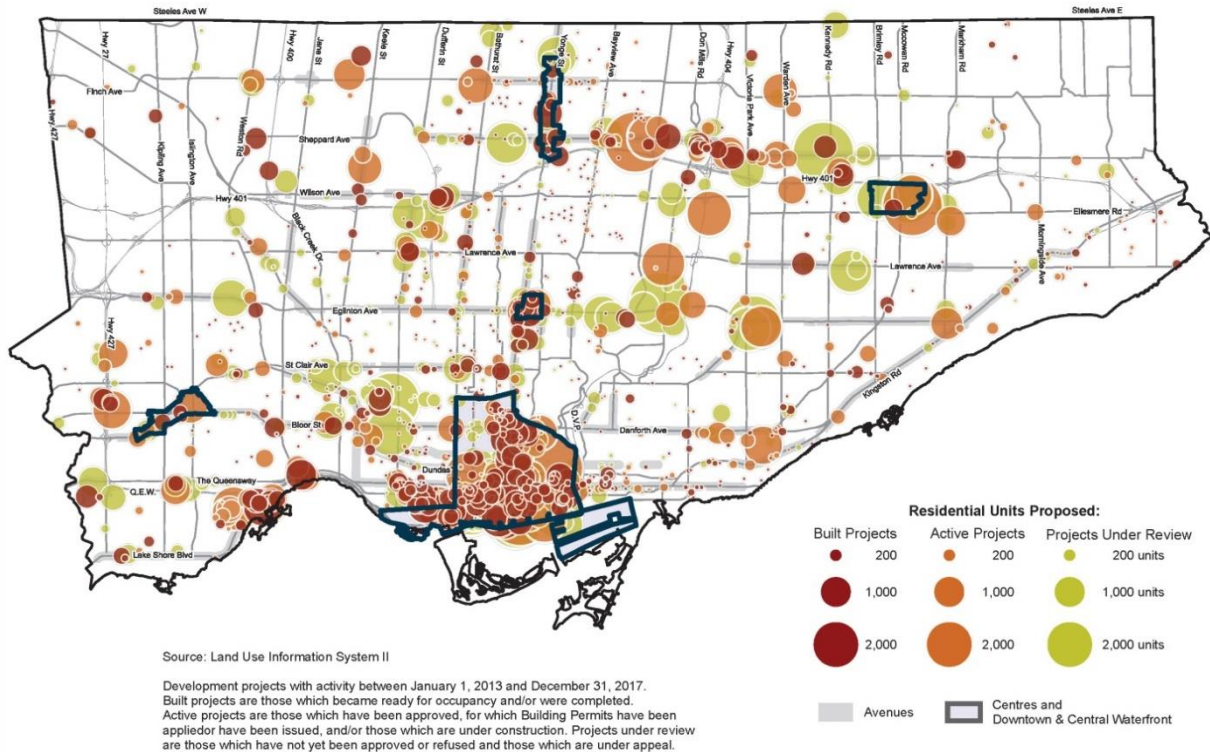 Steeles Ave W
Steeles Ave E
Hwy 27
Hwy 400
Jane St
Keele St
Dufferin St
Bathurst St
Yonge St
Bayview Ave
Don Mills Rd
Hwy 404
Victoria Park Ave
Warden Ave
Kennedy Rd
Brimley Rd
Mccowan Rd
Markham Rd
Finch Ave
Hwy 427
Kipling Ave
Islington Ave
Weston Rd
Sheppard Ave
Wilson Ave
Hwy 401
Hwy 401
Ellesmere Rd
Black Creek Dr
Lawrence Ave
Lawrence Ave
Morningside Ave
Eglinton Ave
Hwy 427
St Clair Ave
Kingston Rd
D.V.P.
Bloor St
Danforth Ave
Dundas
The Queensway
Q.E.W.
Lake Shore Blvd
Residential Units Proposed:
Built Projects Active Projects Projects Under Review
200 200 200 units
1,000 1,000 1,000 units
2,000 2,000 2,000 units
Avenues
Centres and
Downtown & Central Waterfront
Source: Land Use Information System II
Development projects with activity between January 1, 2013 and December 31, 2017.
Built projects are those which became ready for occupancy and/or were completed.
Active projects are those which have been approved, for which Building Permits have been
appliedor have been issued, and/or those which are under construction. Projects under review
are those which have not yet been approved or refused and those which are under appeal.